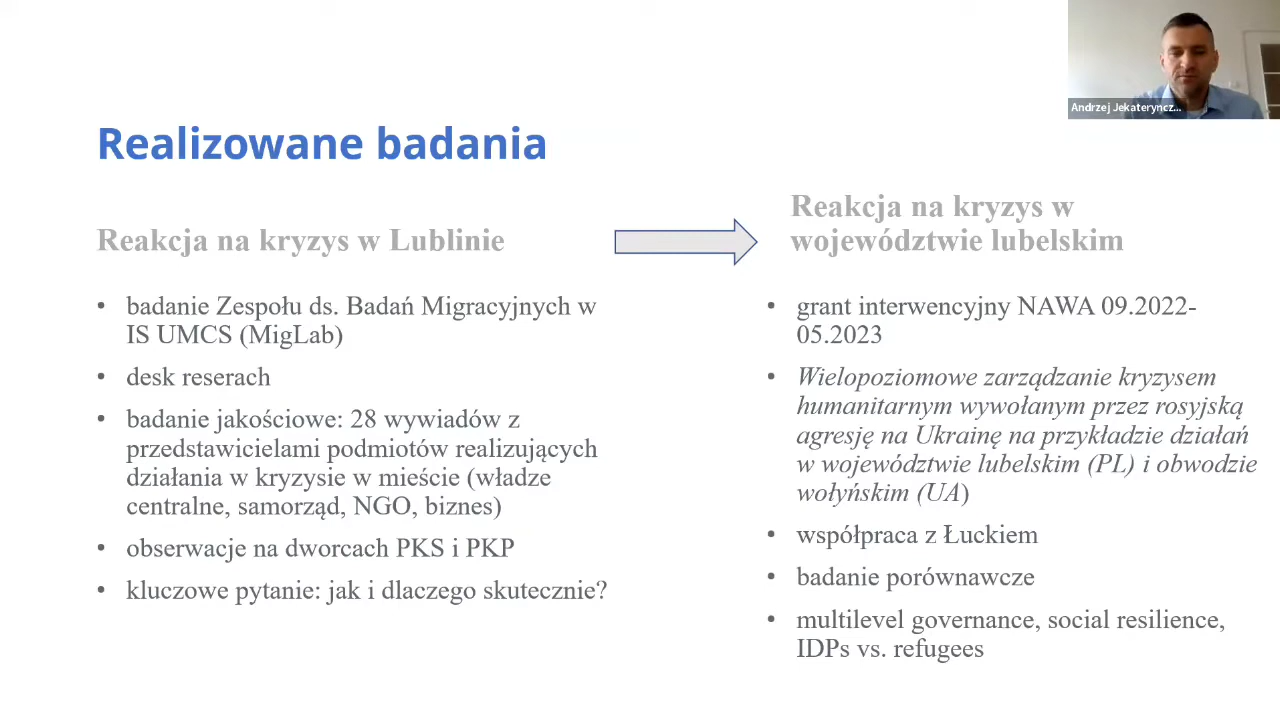 Andrzej Jekateryncz...
Realizowane badania
Reakcja na kryzys w Lublinie
• badanie Zespołu ds. Badań Migracyjnych w
IS UMCS (MigLab)
• desk reserach
• badanie jakościowe: 28 wywiadów z
przedstawicielami podmiotów realizujących
działania w kryzysie w mieście (władze
centralne, samorząd, NGO, biznes)
• obserwacje na dworcach PKS i PKP
• kluczowe pytanie: jak i dlaczego skutecznie?
Reakcja na kryzys w
województwie lubelskim
• grant interwencyjny NAWA 09.2022-
05.2023
• Wielopoziomowe zarządzanie kryzysem
humanitarnym wywołanym przez rosyjską
agresję na Ukrainę na przykładzie działań
w województwie lubelskim (PL) i obwodzie
wołyńskim (UA)
• współpraca z Łuckiem
• badanie porównawcze
• multilevel governance, social resilience,
IDPs vs. refugees